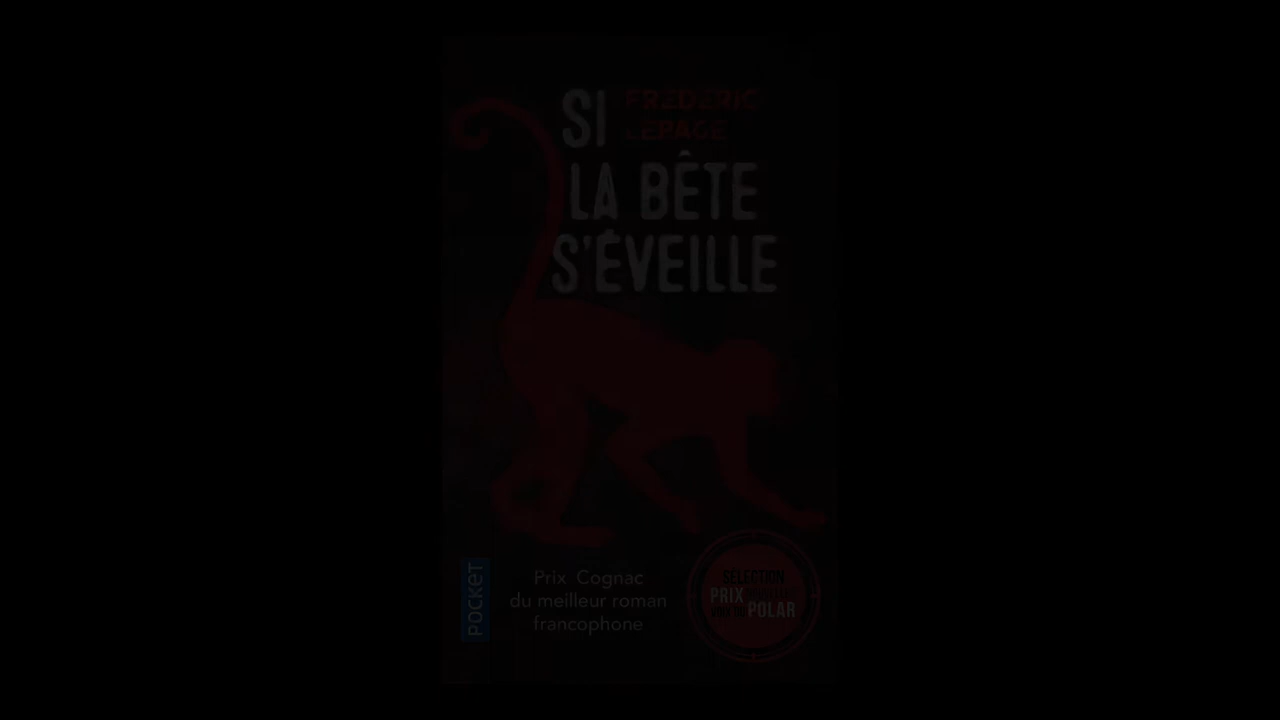 SI
FRÉDÉRIC
LEPAGE
LA BÊTE
S'ÉVEILLE
POCKET
Prix Cognac
du meilleur roman
francophone
SÉLECTION
PRIX
POLAR